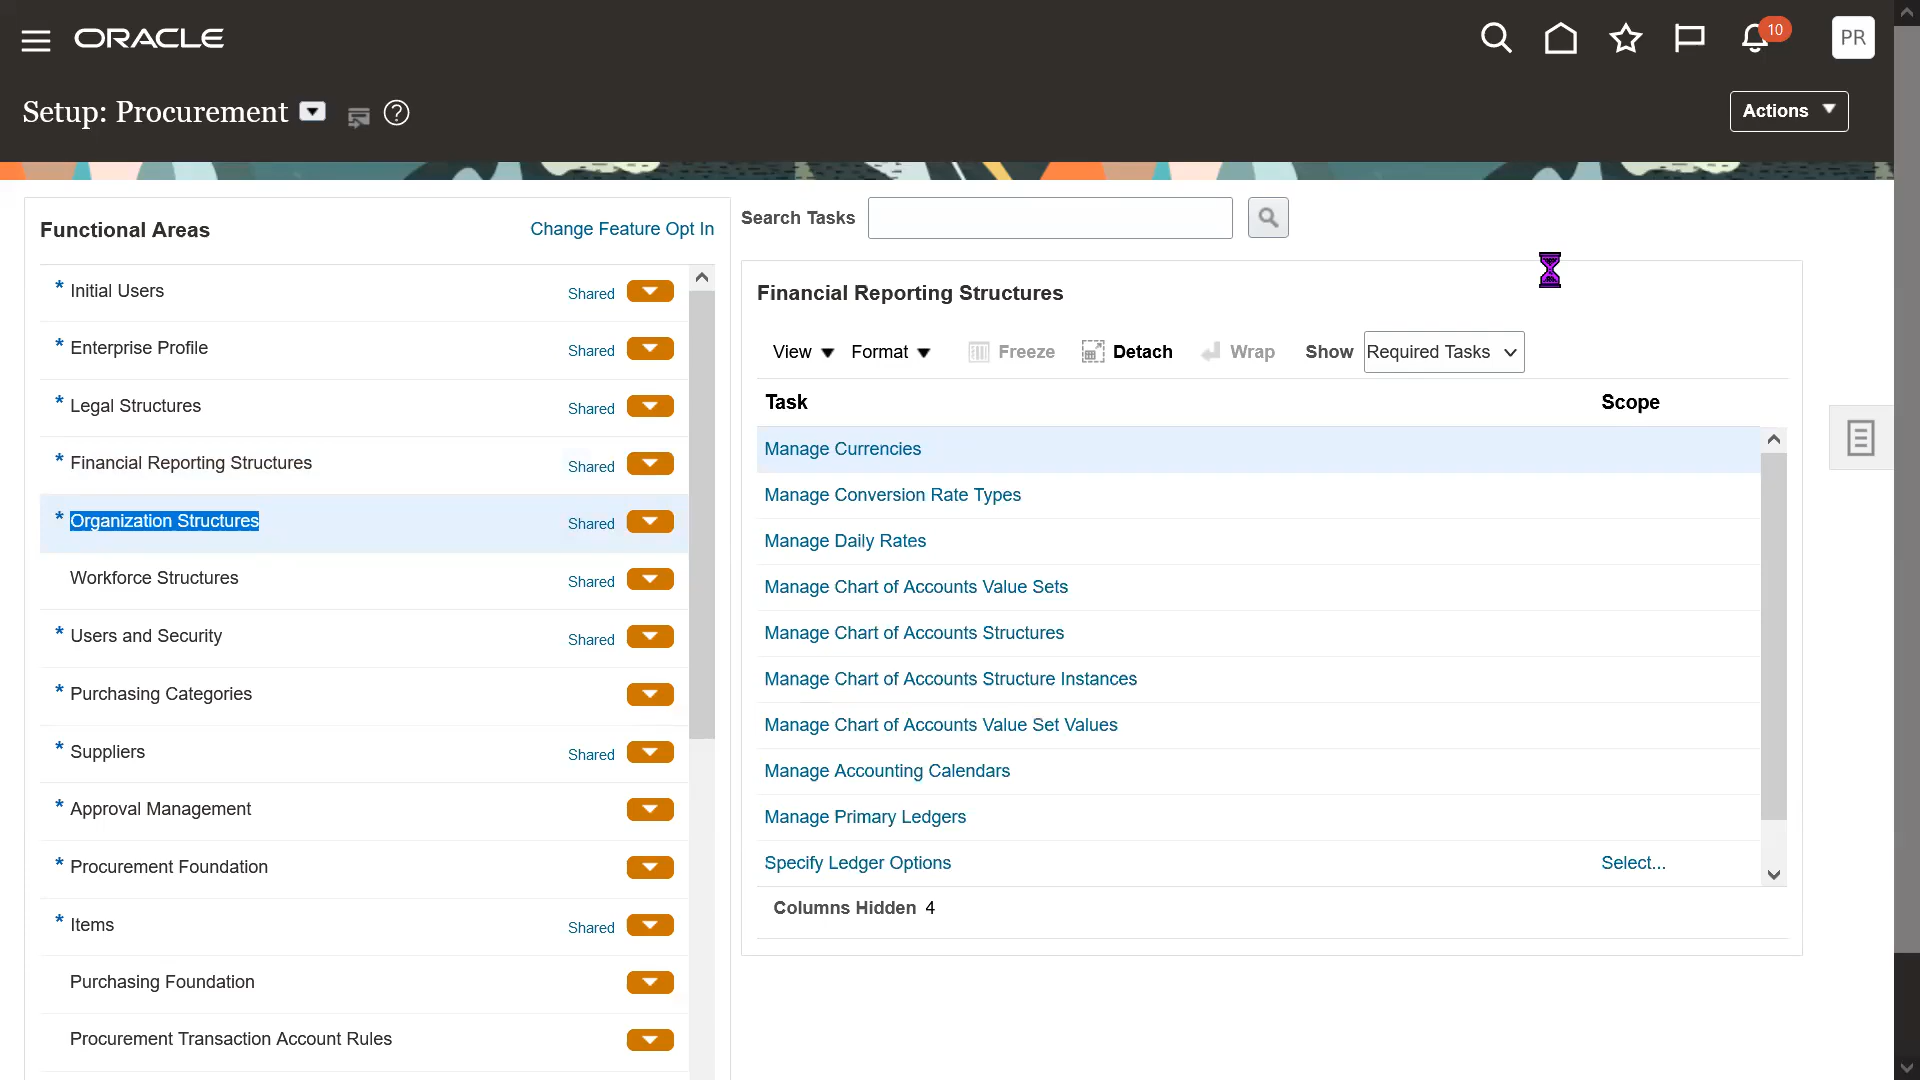 ORACLE
10
PR
Setup: Procurement
Actions
Functional Areas
Change Feature Opt In
* Initial Users Shared
* Enterprise Profile Shared
* Legal Structures Shared
* Financial Reporting Structures Shared
* Organization Structures Shared
Workforce Structures Shared
* Users and Security Shared
* Purchasing Categories
* Suppliers Shared
* Approval Management
* Procurement Foundation
* Items Shared
Purchasing Foundation
Procurement Transaction Account Rules
Search Tasks
Financial Reporting Structures
View Format Freeze Detach Wrap Show Required Tasks
Task Scope
Manage Currencies
Manage Conversion Rate Types
Manage Daily Rates
Manage Chart of Accounts Value Sets
Manage Chart of Accounts Structures
Manage Chart of Accounts Structure Instances
Manage Chart of Accounts Value Set Values
Manage Accounting Calendars
Manage Primary Ledgers
Specify Ledger Options Select...
Columns Hidden 4